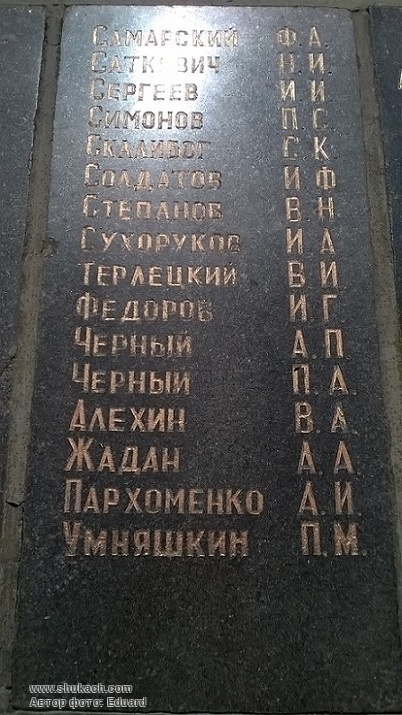 Самарский Ф. А.
Саткевич Н. И.
Сергеев И. И.
Симонов П. С.
Скалибог С. К.
Солдатов И. Ф.
Степанов В. Н.
Сухоруков И. А.
Терлецкий В. И.
Федоров И. Г.
Черный А. П.
Черный П. А.
Алехин В. А.
Жадан А. А.
Пархоменко А. И.
Умняшкин П. М.
www.shukach.com
Автор фото: Eduard